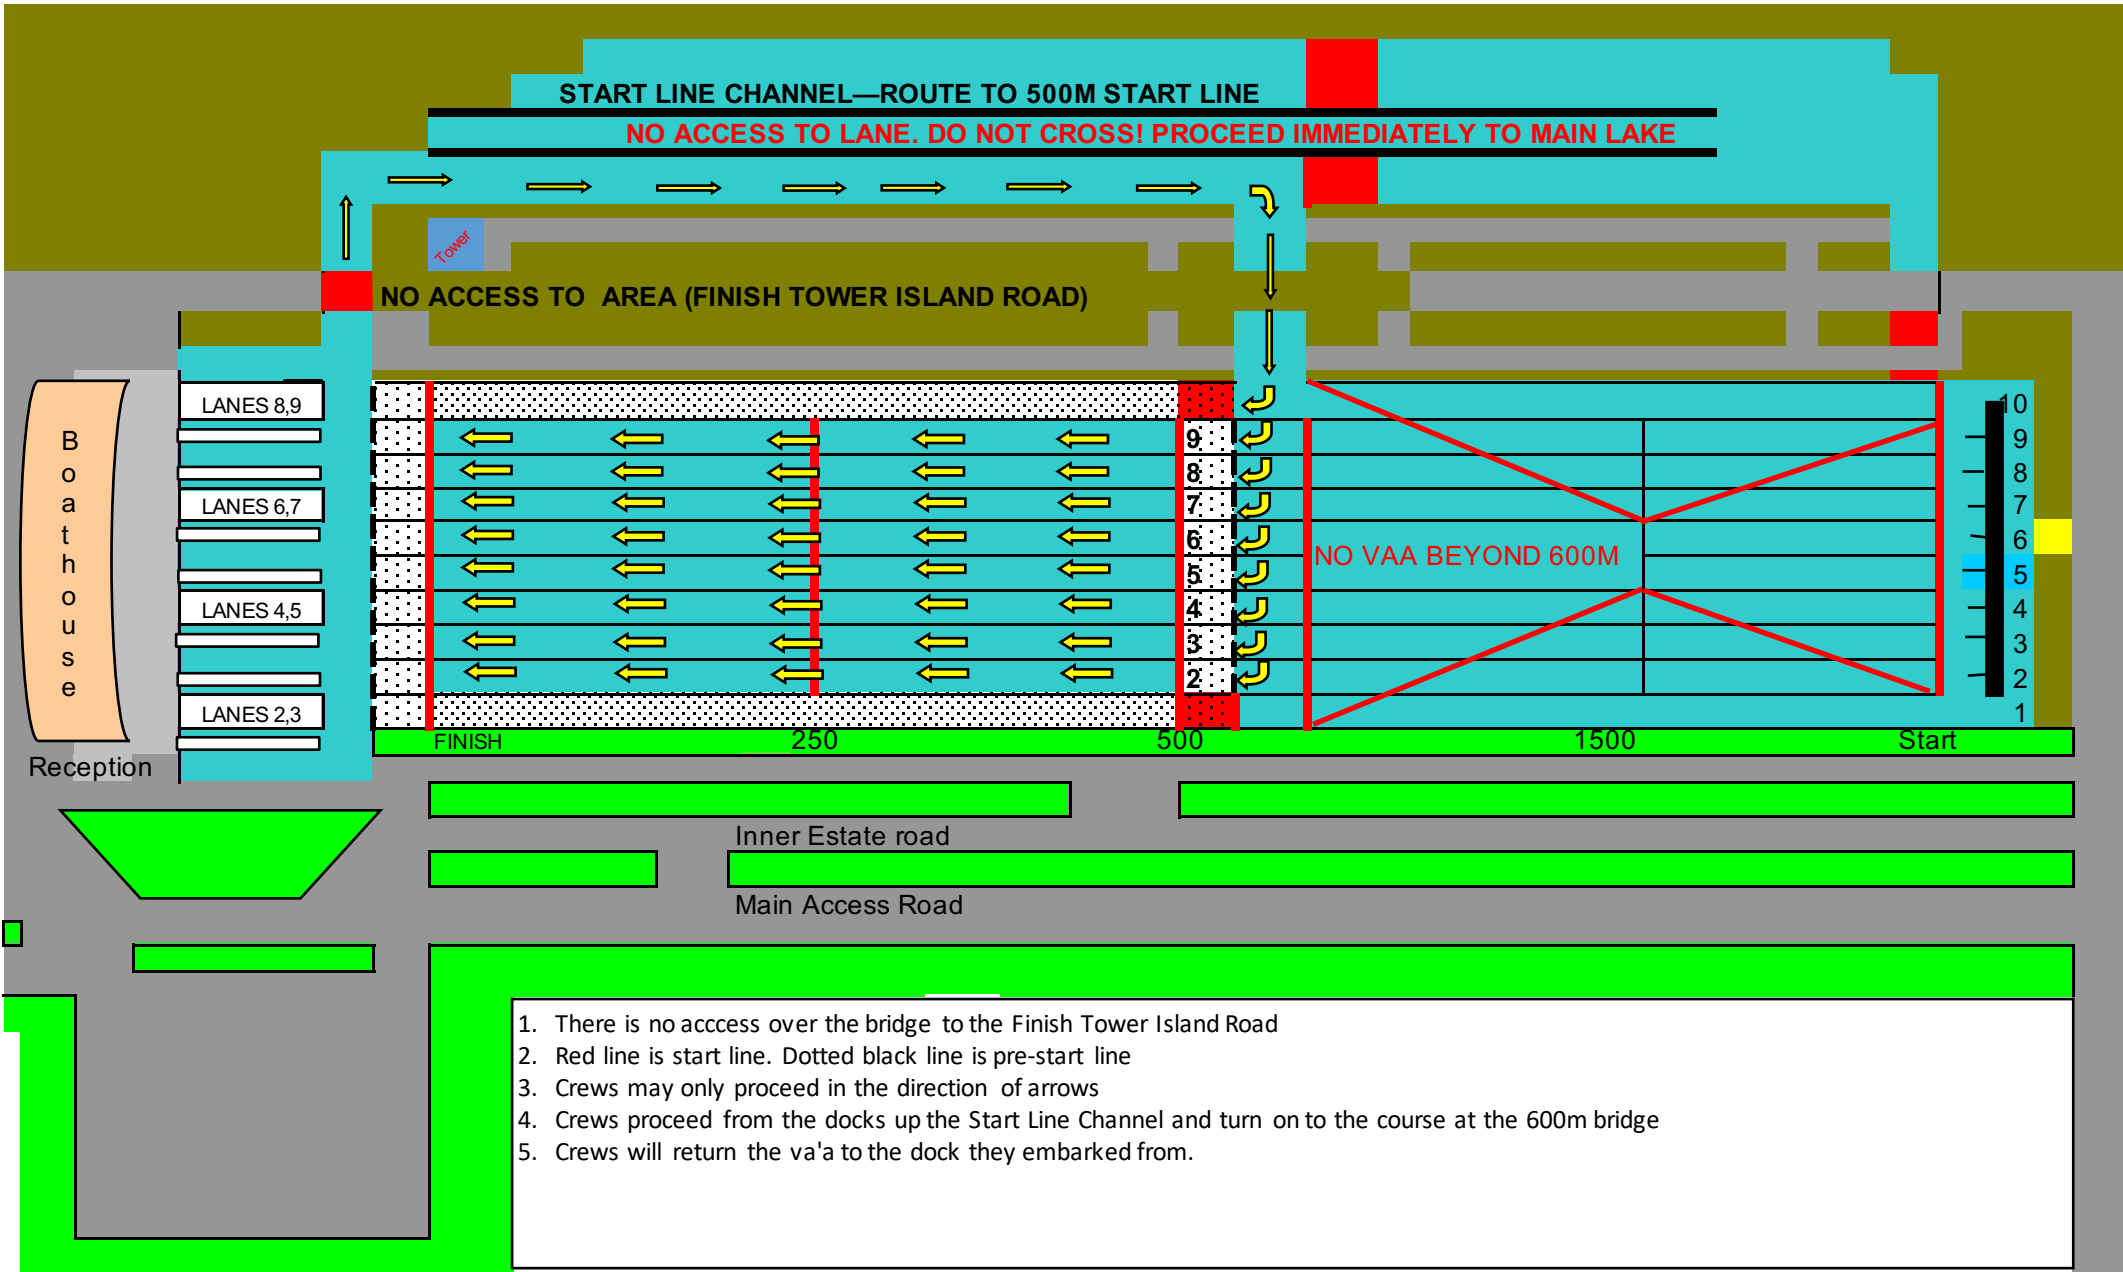 START LINE CHANNEL—ROUTE TO 500M START LINE
NO ACCESS TO LANE. DO NOT CROSS! PROCEED IMMEDIATELY TO MAIN LAKE
Tower
NO ACCESS TO AREA (FINISH TOWER ISLAND ROAD)
Boathouse
LANES 8,9
LANES 6,7
LANES 4,5
LANES 2,3
9
8
7
6
5
4
3
2
NO VAA BEYOND 600M
10
9
8
7
6
5
4
3
2
1
FINISH 250 500 1500 Start
Reception
Inner Estate road
Main Access Road
1. There is no acccess over the bridge to the Finish Tower Island Road
2. Red line is start line. Dotted black line is pre-start line
3. Crews may only proceed in the direction of arrows
4. Crews proceed from the docks up the Start Line Channel and turn on to the course at the 600m bridge
5. Crews will return the va'a to the dock they embarked from.